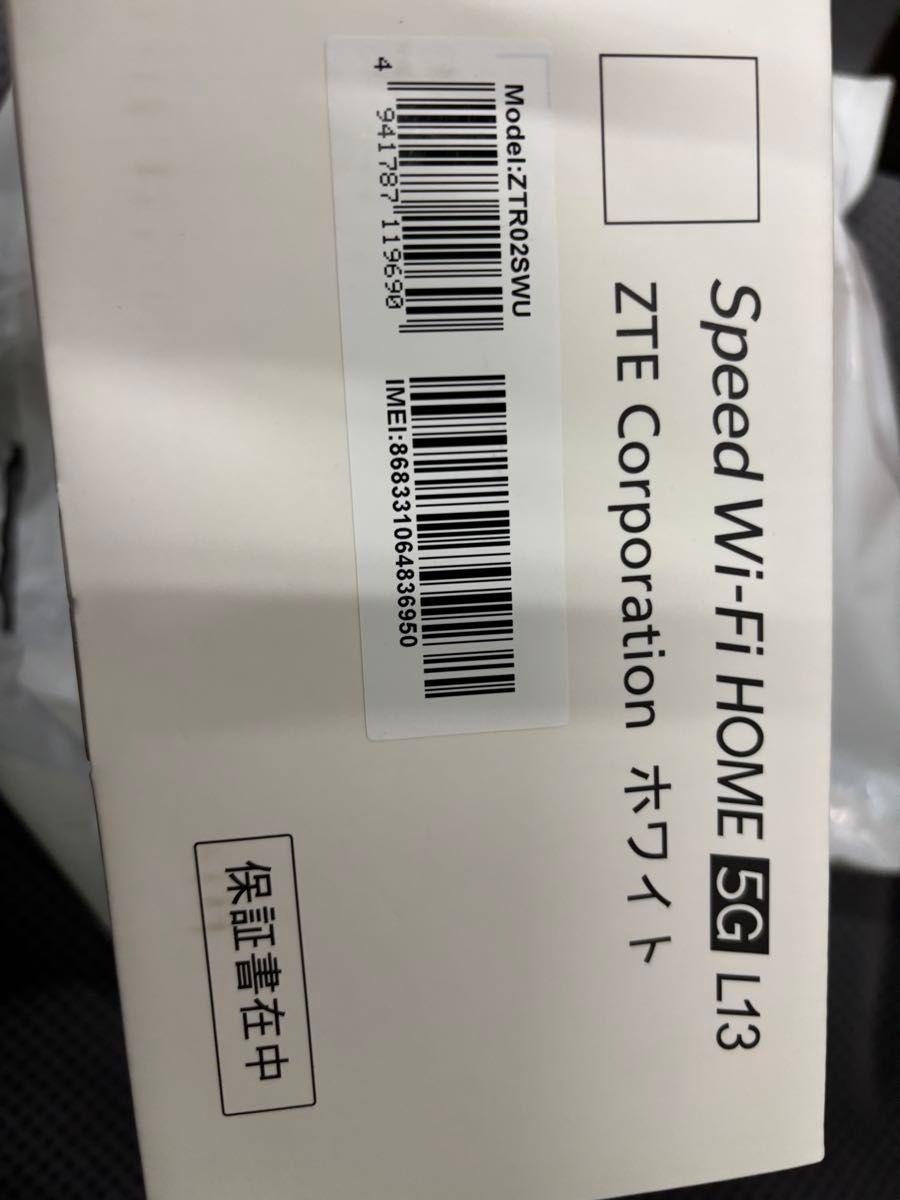 Speed Wi-Fi HOME 5G L13
ZTE Corporation ホワイト
Model:ZTR02SWU
4 941787 119690
IMEI:868331064836950
保証書在中